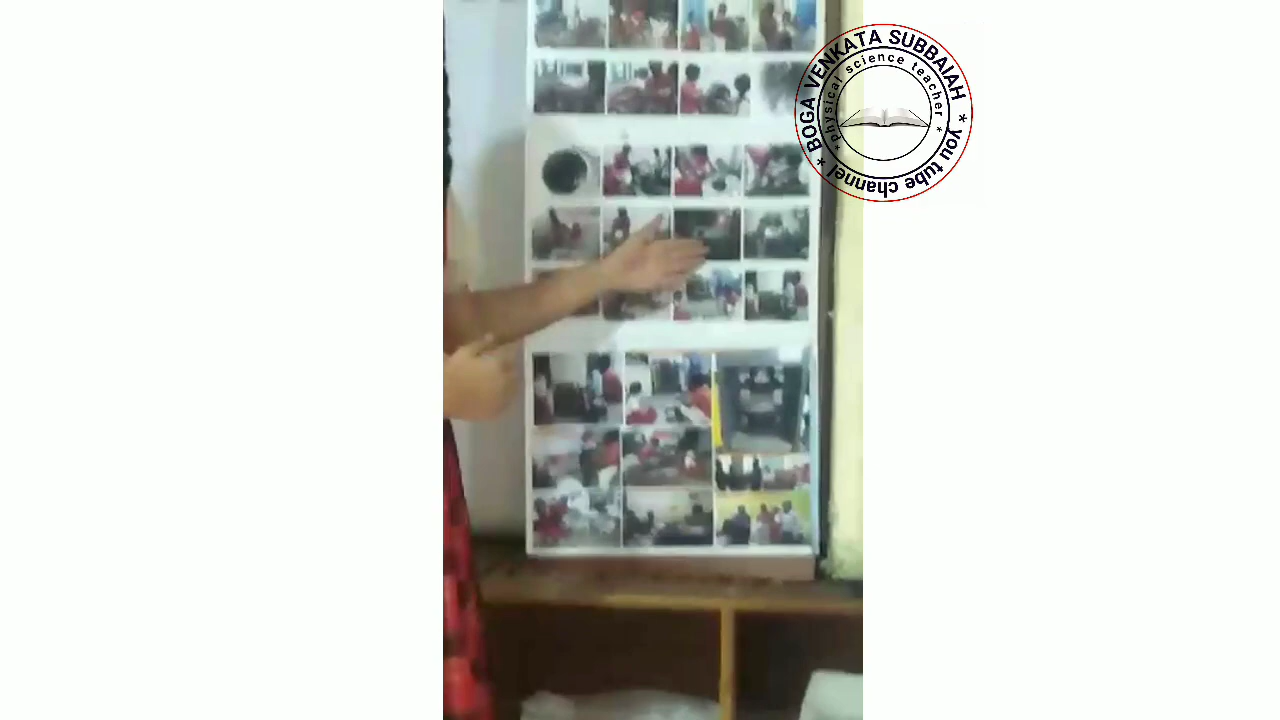 BOGA VENKATA SUBBAIAH * you tube channel *
physical science teacher * *